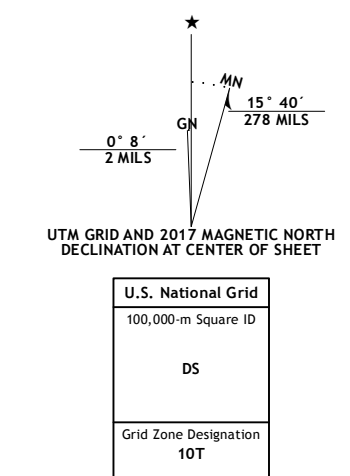 MN
15° 40´
278 MILS
GN
0° 8´
2 MILS
UTM GRID AND 2017 MAGNETIC NORTH
DECLINATION AT CENTER OF SHEET
U.S. National Grid
100,000-m Square ID
DS
Grid Zone Designation
10T